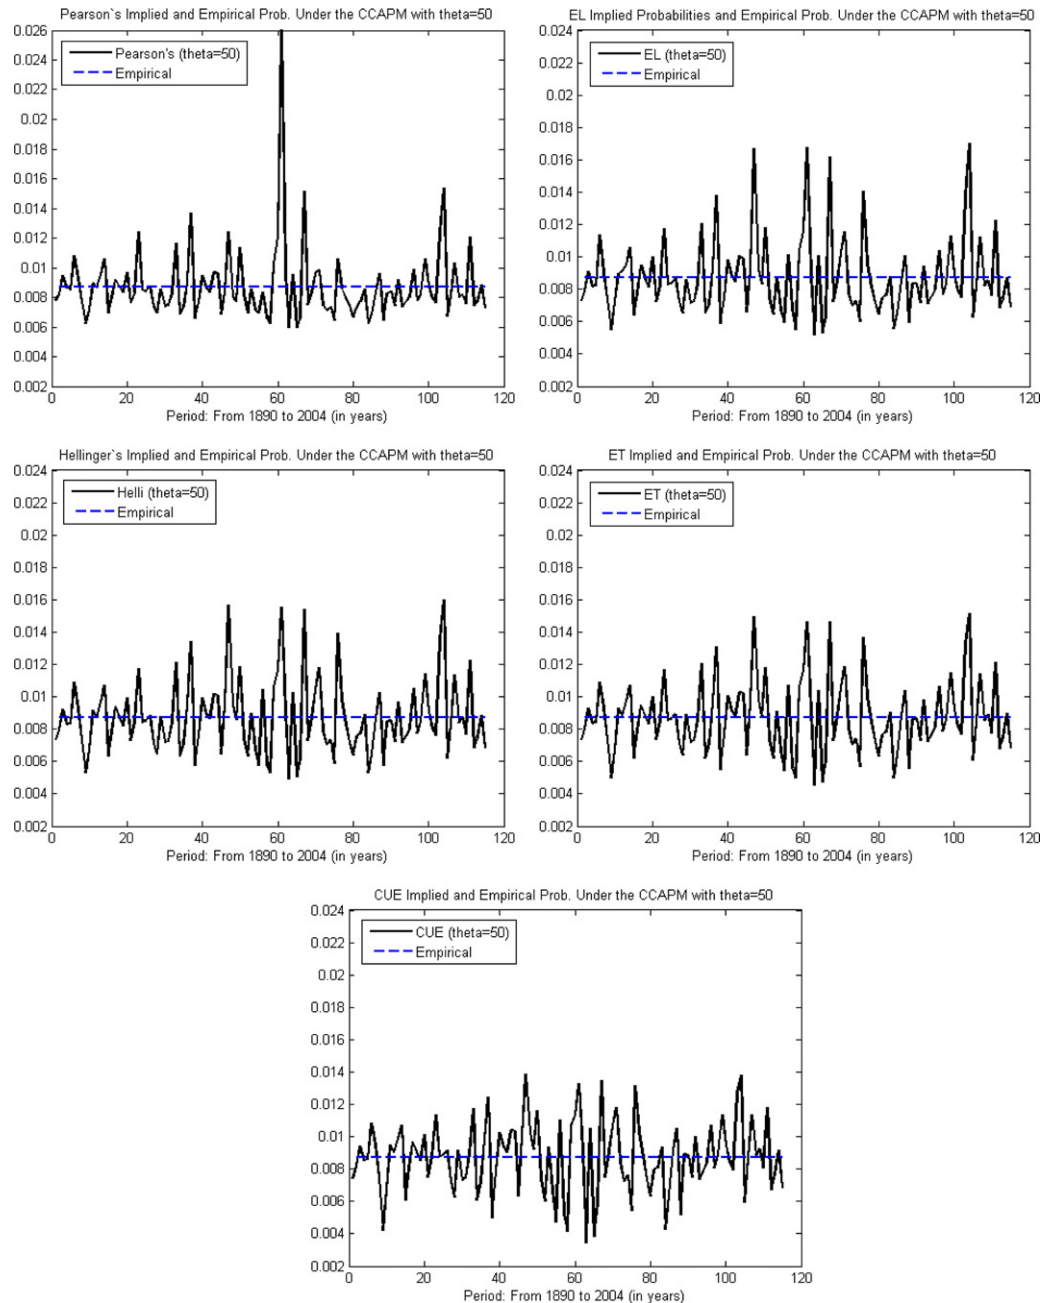 Pearson`s Implied and Empirical Prob. Under the CCAPM with theta=50
0.026
0.024
0.022
0.02
0.018
0.016
0.014
0.012
0.01
0.008
0.006
0.004
0.002
Pearson's (theta=50)
Empirical
0 20 40 60 80 100 120
Period: From 1890 to 2004 (in years)
EL Implied Probabilities and Empirical Prob. Under the CCAPM with theta=50
0.024
0.022
0.02
0.018
0.016
0.014
0.012
0.01
0.008
0.006
0.004
0.002
EL (theta=50)
Empirical
0 20 40 60 80 100 120
Period: From 1890 to 2004 (in years)
Hellinger`s Implied and Empirical Prob. Under the CCAPM with theta=50
0.024
0.022
0.02
0.018
0.016
0.014
0.012
0.01
0.008
0.006
0.004
0.002
Helli (theta=50)
Empirical
0 20 40 60 80 100 120
Period: From 1890 to 2004 (in years)
ET Implied and Empirical Prob. Under the CCAPM with theta=50
0.024
0.022
0.02
0.018
0.016
0.014
0.012
0.01
0.008
0.006
0.004
0.002
ET (theta=50)
Empirical
0 20 40 60 80 100 120
Period: From 1890 to 2004 (in years)
CUE Implied and Empirical Prob. Under the CCAPM with theta=50
0.024
0.022
0.02
0.018
0.016
0.014
0.012
0.01
0.008
0.006
0.004
0.002
CUE (theta=50)
Empirical
0 20 40 60 80 100 120
Period: From 1890 to 2004 (in years)